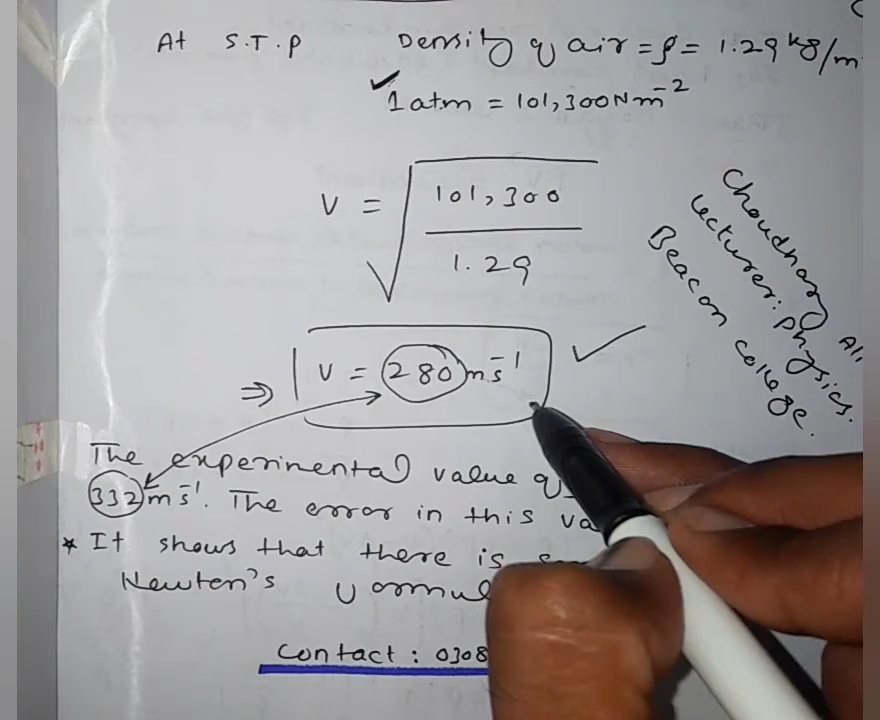 At S.T.P Density of air = ρ = 1.29 kg/m
1 atm = 101,300 Nm⁻²
V = √(101,300 / 1.29)
⇒ V = 280 ms⁻¹
The experimental value of
332 ms⁻¹. The error in this va
* It shows that there is
Newton's Formul
Contact : 0308
Choudhary Ali
Lecturer: physics.
Beacon college.